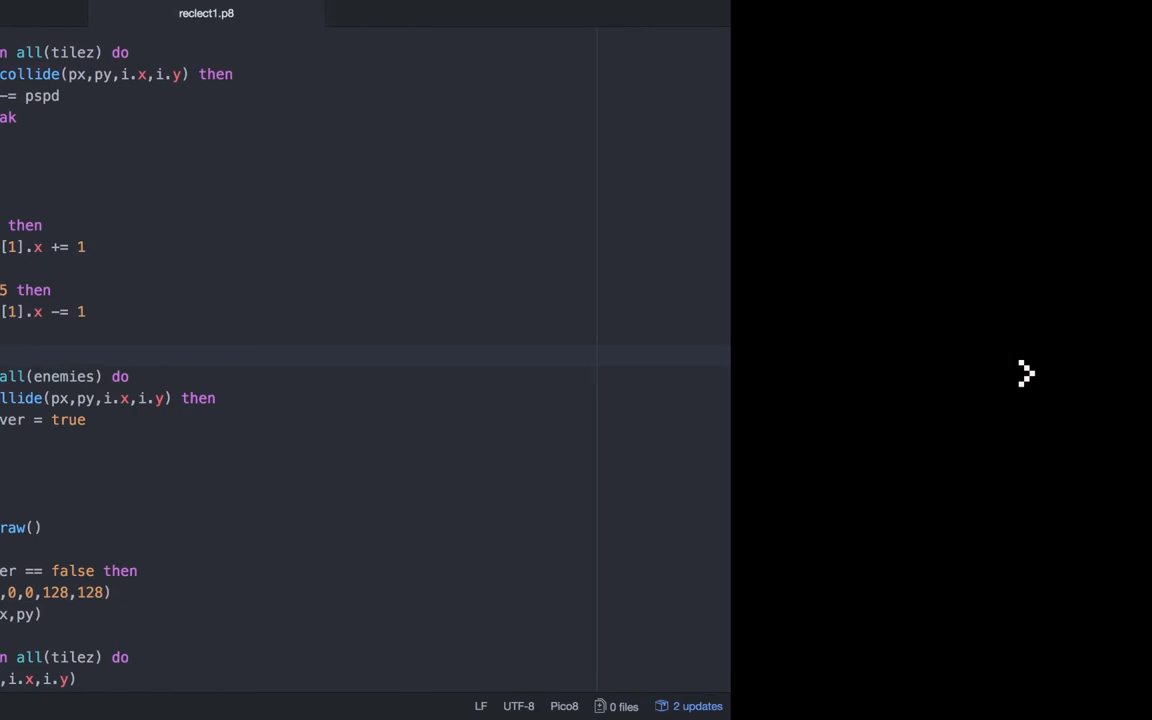 reclect1.p8
n all(tilez) do
collide(px,py,i.x,i.y) then
-= pspd
ak
then
[1].x += 1
5 then
[1].x -= 1
all(enemies) do
llide(px,py,i.x,i.y) then
ver = true
raw()
er == false then
,0,0,128,128)
x,py)
n all(tilez) do
,i.x,i.y)
LF UTF-8 Pico8 0 files 2 updates